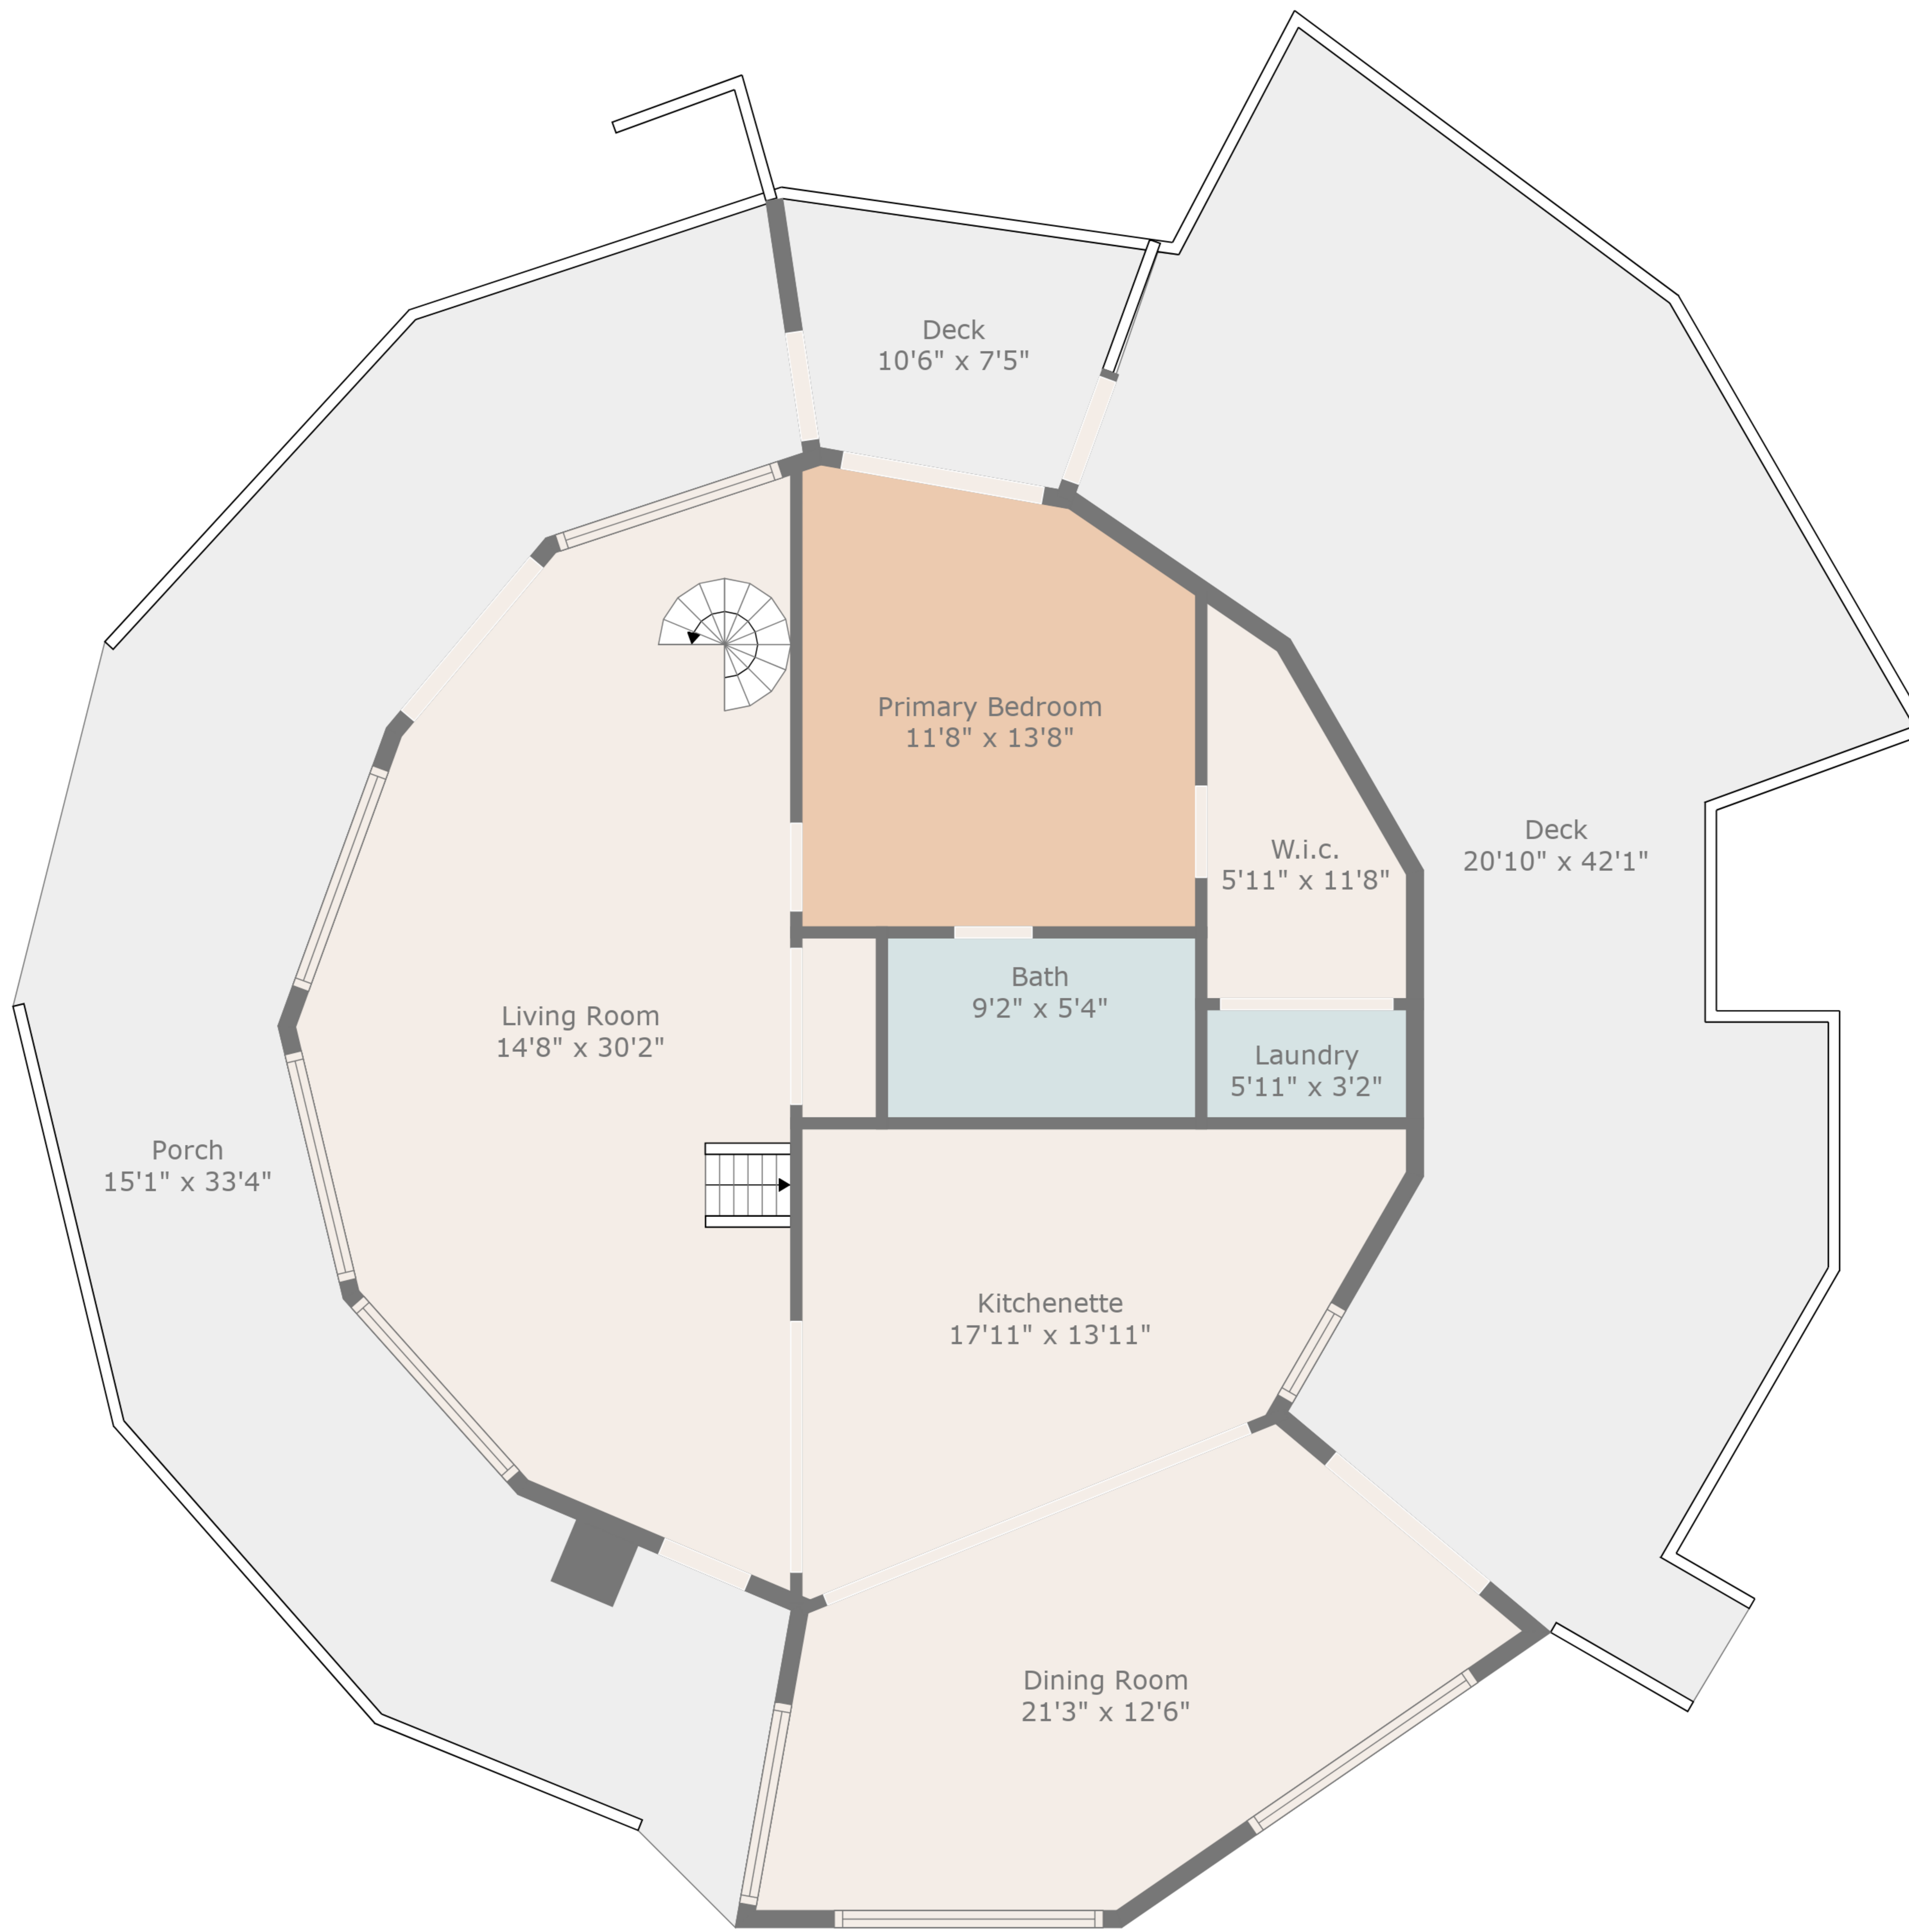 Deck
10'6" x 7'5"
Primary Bedroom
11'8" x 13'8"
Deck
20'10" x 42'1"
W.i.c.
5'11" x 11'8"
Bath
9'2" x 5'4"
Living Room
14'8" x 30'2"
Laundry
5'11" x 3'2"
Porch
15'1" x 33'4"
Kitchenette
17'11" x 13'11"
Dining Room
21'3" x 12'6"